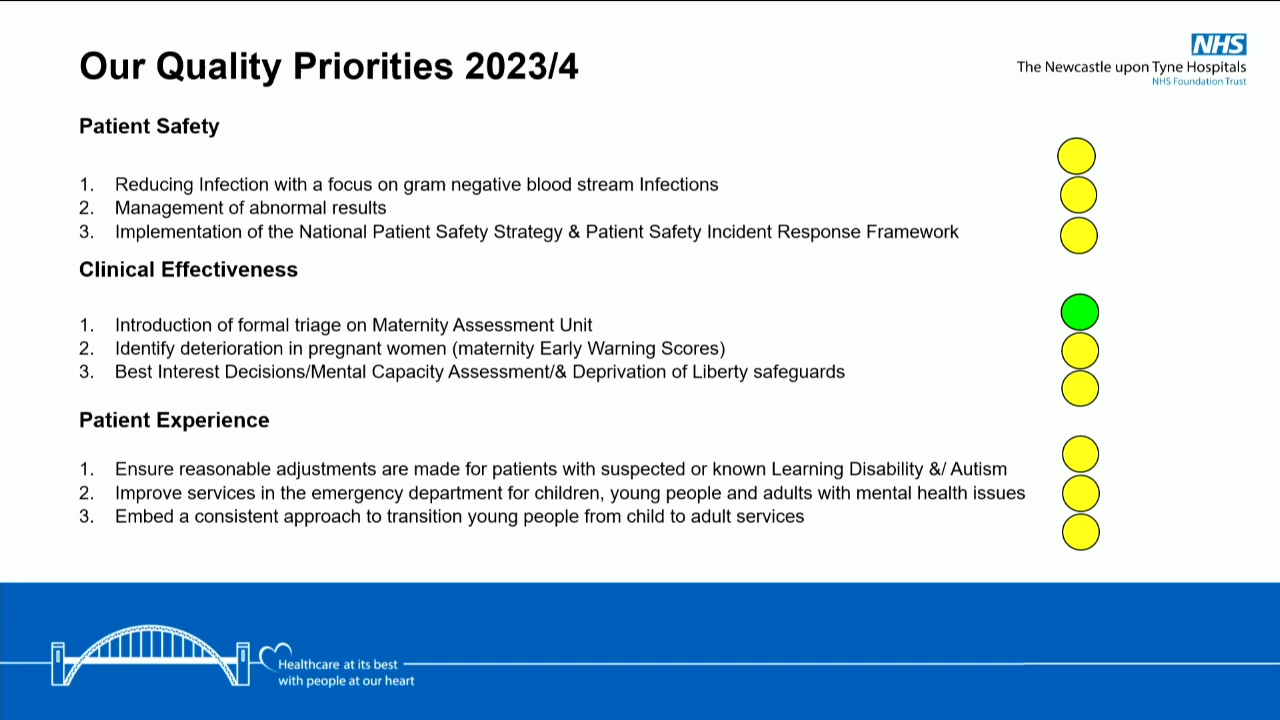 Our Quality Priorities 2023/4
NHS
The Newcastle upon Tyne Hospitals
NHS Foundation Trust
Patient Safety
1. Reducing Infection with a focus on gram negative blood stream Infections
2. Management of abnormal results
3. Implementation of the National Patient Safety Strategy & Patient Safety Incident Response Framework
Clinical Effectiveness
1. Introduction of formal triage on Maternity Assessment Unit
2. Identify deterioration in pregnant women (maternity Early Warning Scores)
3. Best Interest Decisions/Mental Capacity Assessment/& Deprivation of Liberty safeguards
Patient Experience
1. Ensure reasonable adjustments are made for patients with suspected or known Learning Disability &/ Autism
2. Improve services in the emergency department for children, young people and adults with mental health issues
3. Embed a consistent approach to transition young people from child to adult services
Healthcare at its best
with people at our heart